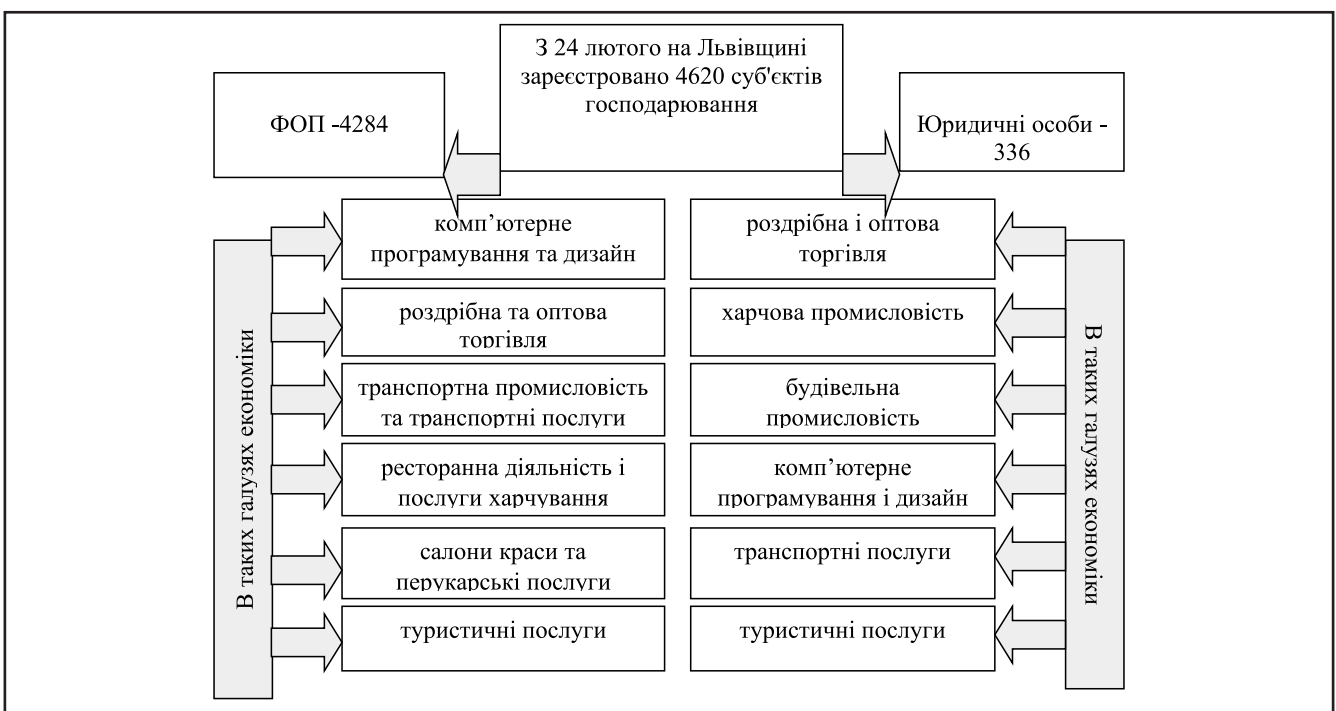 З 24 лютого на Львівщині
зареєстровано 4620 суб'єктів
господарювання
ФОП -4284
Юридичні особи -
336
В таких галузях економіки
комп’ютерне
програмування та дизайн
роздрібна та оптова
торгівля
транспортна промисловість
та транспортні послуги
ресторанна діяльність і
послуги харчування
салони краси та
перукарські послуги
туристичні послуги
роздрібна і оптова
торгівля
харчова промисловість
будівельна
промисловість
комп’ютерне
програмування і дизайн
транспортні послуги
туристичні послуги
В таких галузях економіки